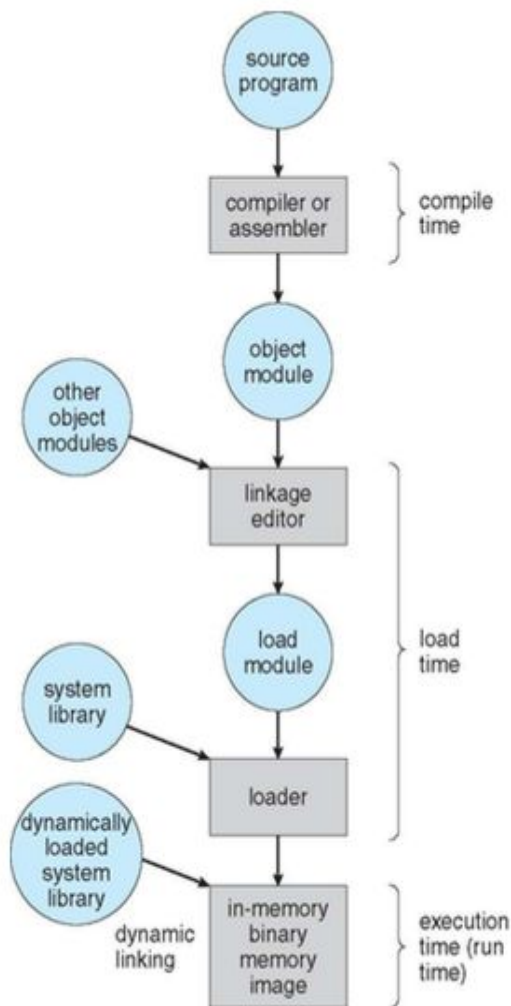 source
program
compiler or
assembler
compile
time
object
module
other
object
modules
linkage
editor
load
module
load
time
system
library
loader
dynamically
loaded
system
library
dynamic
linking
in-memory
binary
memory
image
execution
time (run
time)